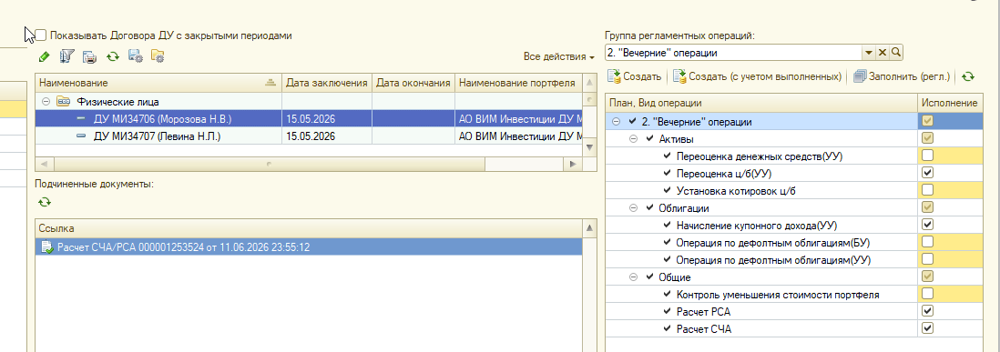 Показывать Договора ДУ с закрытыми периодами
Все действия
Наименование Дата заключения Дата окончания Наименование портфеля
Физические лица
ДУ МИ34706 (Морозова Н.В.) 15.05.2026 АО ВИМ Инвестиции ДУ М
ДУ МИ34707 (Левина Н.Л.) 15.05.2026 АО ВИМ Инвестиции ДУ М
Подчиненные документы:
Ссылка
Расчет СЧА/РСА 000001253524 от 11.06.2026 23:55:12
Группа регламентных операций:
2. "Вечерние" операции
Создать Создать (с учетом выполненных) Заполнить (регл.)
План, Вид операции Исполнение
2. "Вечерние" операции
Активы
Переоценка денежных средств(УУ)
Переоценка ц/б(УУ)
Установка котировок ц/б
Облигации
Начисление купонного дохода(УУ)
Операция по дефолтным облигациям(БУ)
Операция по дефолтным облигациям(УУ)
Общие
Контроль уменьшения стоимости портфеля
Расчет РСА
Расчет СЧА